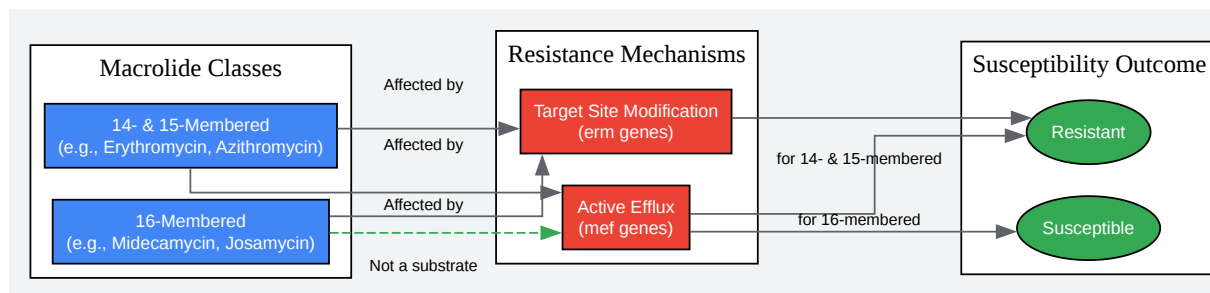 Macrolide Classes
14- & 15-Membered
(e.g., Erythromycin, Azithromycin)
16-Membered
(e.g., Midecamycin, Josamycin)
Affected by
Affected by
Affected by
Not a substrate
Resistance Mechanisms
Target Site Modification
(erm genes)
Active Efflux
(mef genes)
for 14- & 15-membered
for 16-membered
Susceptibility Outcome
Resistant
Susceptible